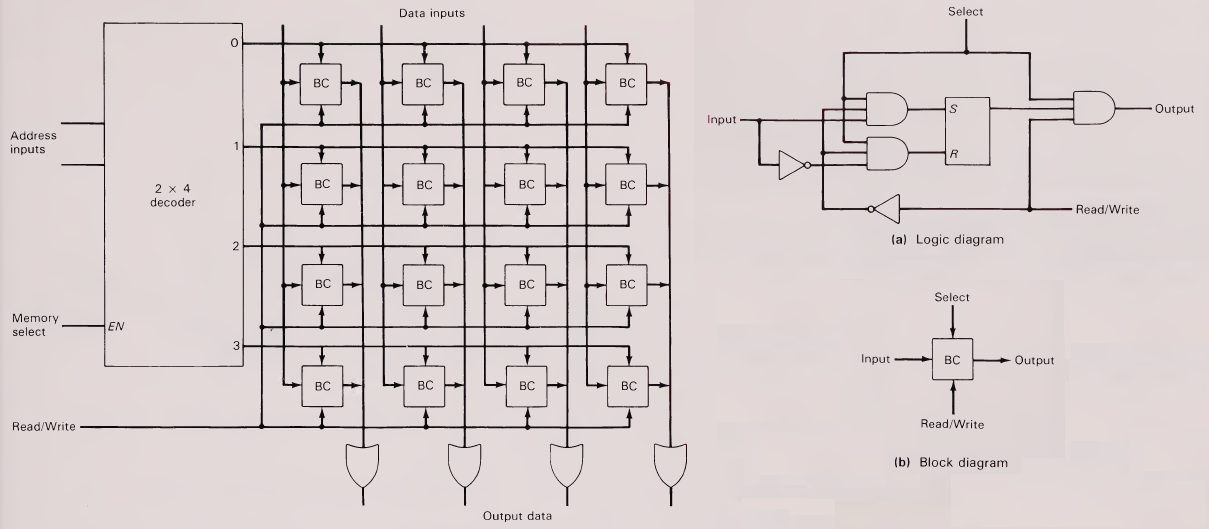 Data inputs
0
BC BC BC BC
Address
inputs
1
BC BC BC BC
2 × 4
decoder
2
BC BC BC BC
Memory
select
EN
3
BC BC BC BC
Read/Write
Output data
Select
Input
S
R
Output
Read/Write
(a) Logic diagram
Select
Input
BC
Output
Read/Write
(b) Block diagram